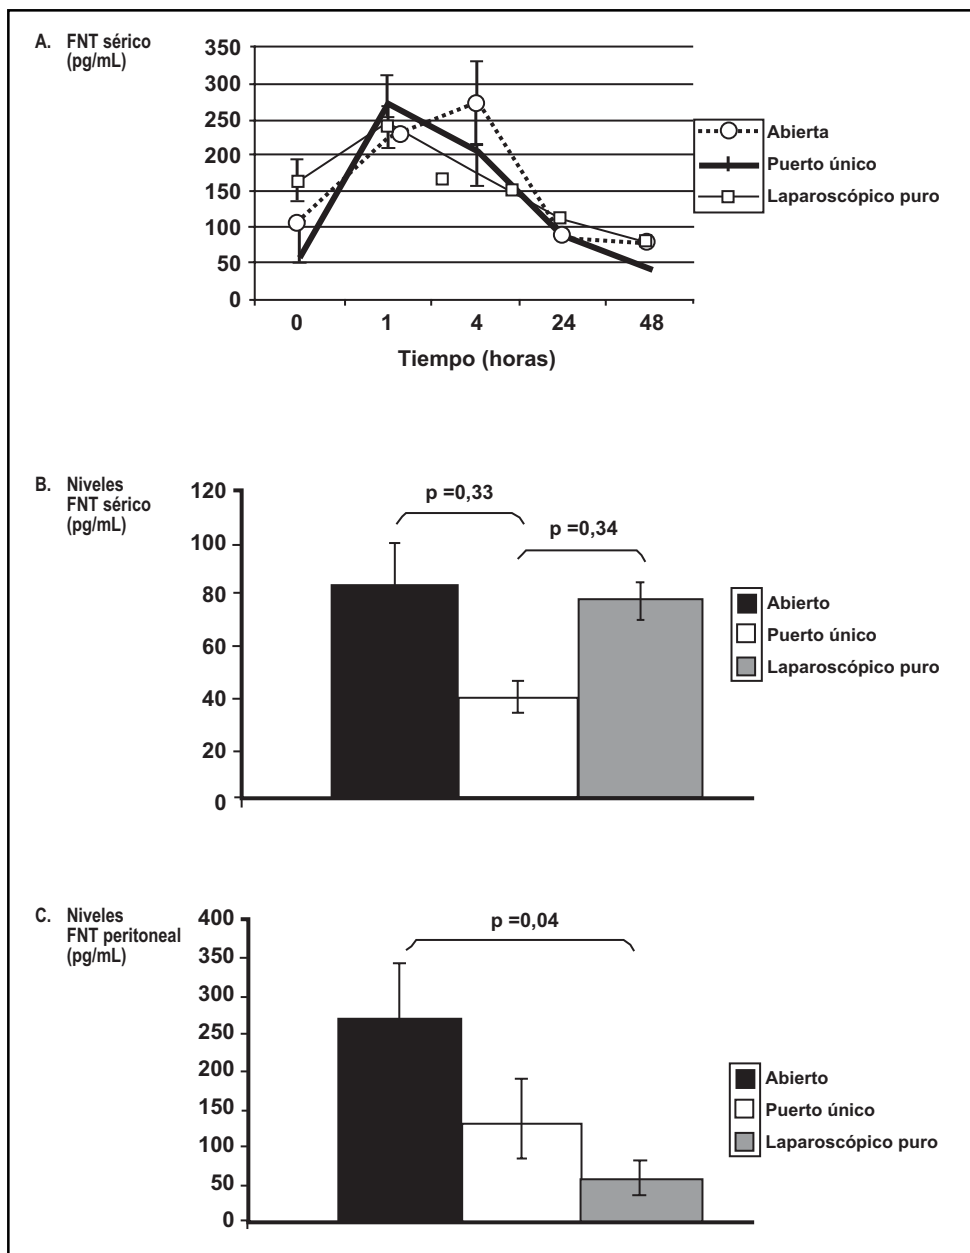 A. FNT sérico
(pg/mL)
350
300
250
200
150
100
50
0
0 1 4 24 48
Tiempo (horas)
Abierta
Puerto único
Laparoscópico puro
B. Niveles
FNT sérico
(pg/mL)
120
100
80
60
40
20
0
p =0,33
p =0,34
Abierto
Puerto único
Laparoscópico puro
C. Niveles
FNT peritoneal
(pg/mL)
400
350
300
250
200
150
100
50
0
p =0,04
Abierto
Puerto único
Laparoscópico puro